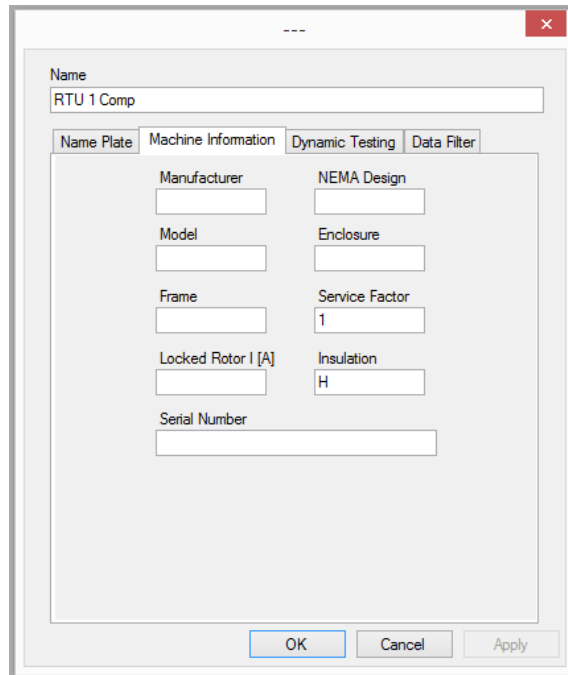 ---
Name
RTU 1 Comp
Name Plate Machine Information Dynamic Testing Data Filter
Manufacturer NEMA Design
Model Enclosure
Frame Service Factor
1
Locked Rotor I [A] Insulation
H
Serial Number
OK Cancel Apply